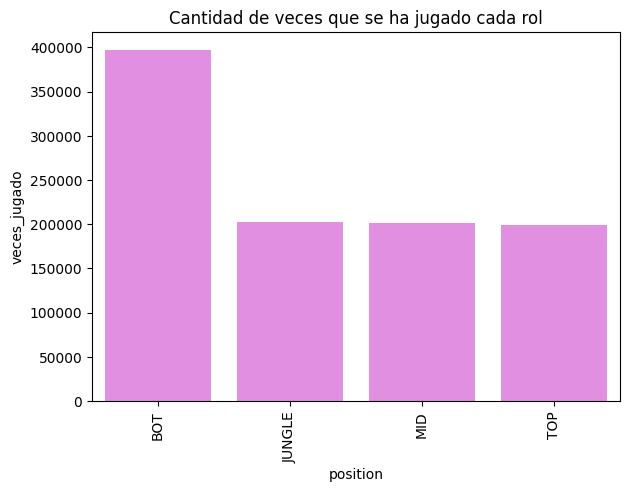 Cantidad de veces que se ha jugado cada rol
veces_jugado
400000
350000
300000
250000
200000
150000
100000
50000
0
BOT
JUNGLE
MID
TOP
position